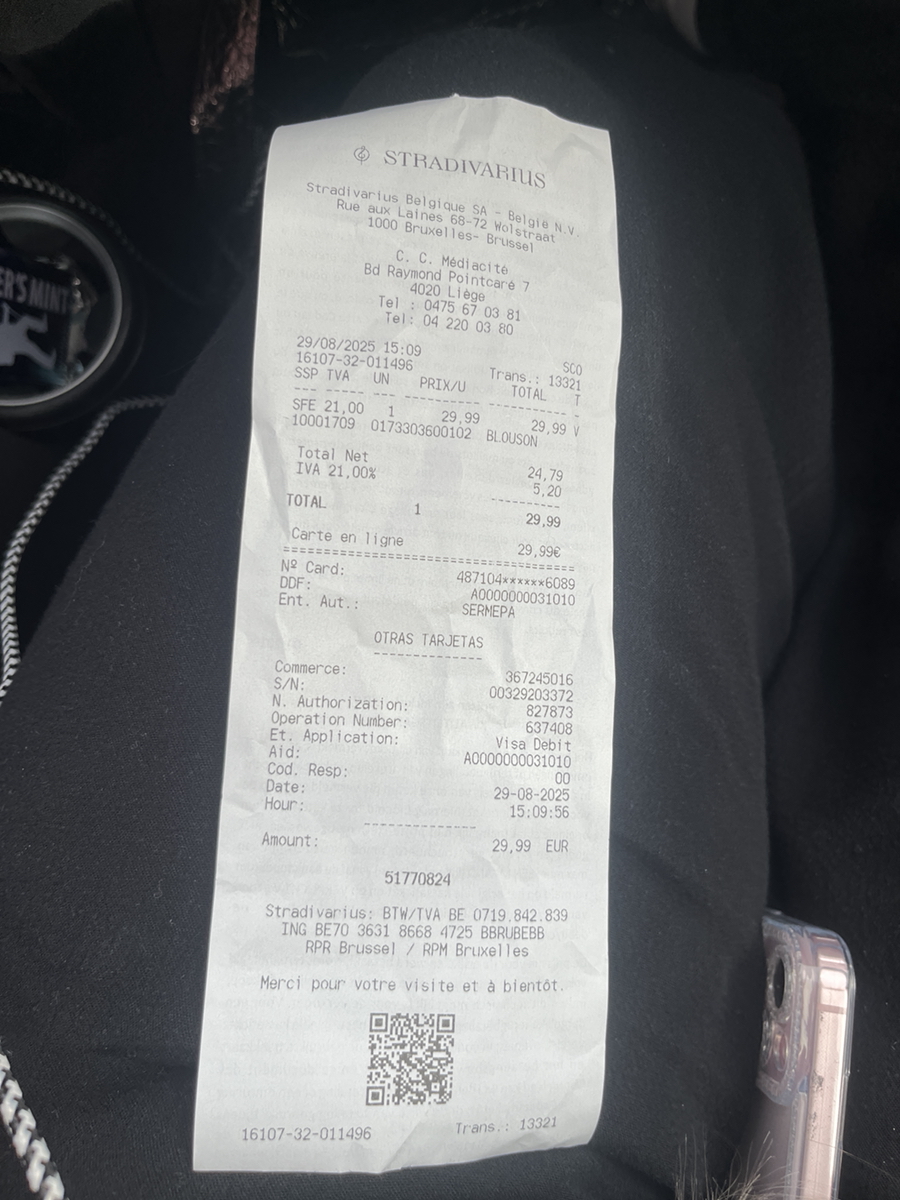 STRADIVARIUS
Stradivarius Belgique SA - België N.V.
Rue aux Laines 68-72 Wolstraat
1000 Bruxelles- Brussel
C. C. Médiacité
Bd Raymond Pointcaré 7
4020 Liège
Tel : 0475 67 03 81
Tel: 04 220 03 80
29/08/2025 15:09 SCO
16107-32-011496 Trans.: 13321
SSP TVA UN PRIX/U TOTAL T
--- ----- --- ---------- ----------- -
SFE 21,00 1 29,99 29,99 V
10001709 0173303600102 BLOUSON
Total Net 24,79
IVA 21,00% 5,20
----------
TOTAL 1 29,99
Carte en ligne 29,99€
========================================
Nº Card: 487104******6089
DDF: A0000000031010
Ent. Aut.: SERMEPA
OTRAS TARJETAS
--------------
Commerce: 367245016
S/N: 00329203372
N. Authorization: 827873
Operation Number: 637408
Et. Application: Visa Debit
Aid: A0000000031010
Cod. Resp: 00
Date: 29-08-2025
Hour: 15:09:56
--------------
Amount: 29,99 EUR
51770824
Stradivarius: BTW/TVA BE 0719.842.839
ING BE70 3631 8668 4725 BBRUBEBB
RPR Brussel / RPM Bruxelles
Merci pour votre visite et à bientôt.
16107-32-011496 Trans.: 13321
ER'S MINT